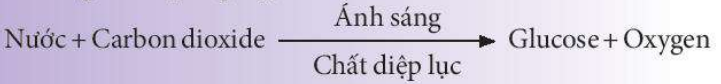 Ánh sáng
Nước + Carbon dioxide → Glucose + Oxygen
Chất diệp lục